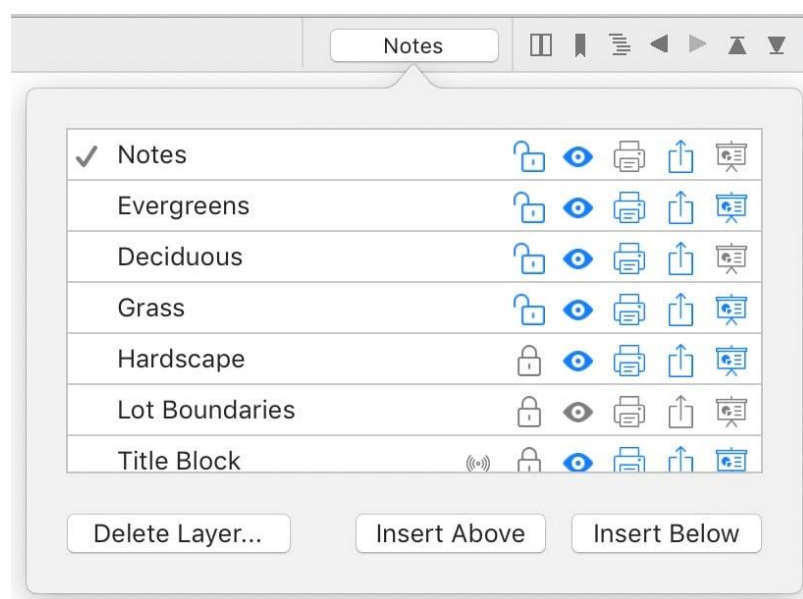 Notes
Notes
Evergreens
Deciduous
Grass
Hardscape
Lot Boundaries
Title Block
Delete Layer... Insert Above Insert Below